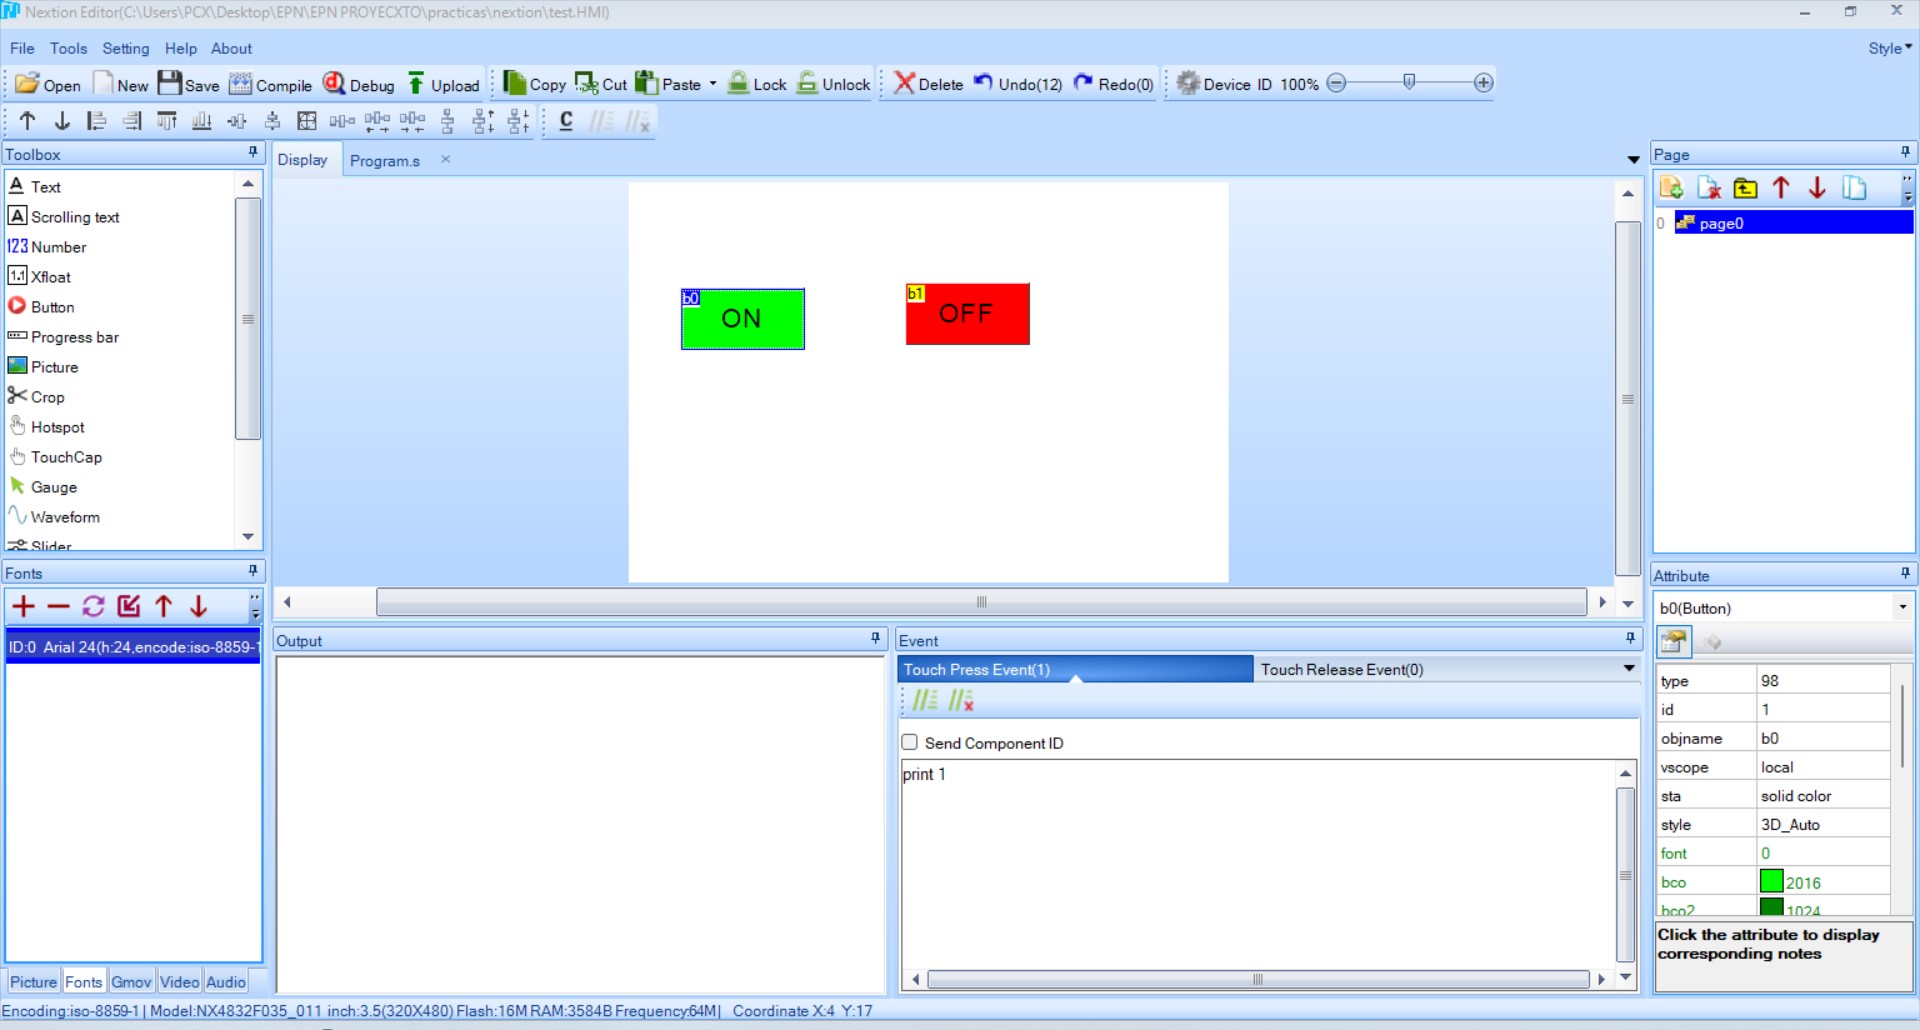 Nextion Editor(C:\Users\PCX\Desktop\EPN\EPN PROYECXTO\practicas\nextion\test.HMI)
File Tools Setting Help About Style
Open New Save Compile Debug Upload Copy Cut Paste Lock Unlock Delete Undo(12) Redo(0) Device ID 100%
C
Toolbox
Text
Scrolling text
123 Number
1.1 Xfloat
Button
Progress bar
Picture
Crop
Hotspot
TouchCap
Gauge
Waveform
Slider
Fonts
ID:0 Arial 24(h:24,encode:iso-8859-1
Picture Fonts Gmov Video Audio
Display Program.s
b0
ON
b1
OFF
Output
Event
Touch Press Event(1) Touch Release Event(0)
Send Component ID
print 1
Page
0 page0
Attribute
b0(Button)
type 98
id 1
objname b0
vscope local
sta solid color
style 3D_Auto
font 0
bco 2016
bco2 1024
Click the attribute to display
corresponding notes
Encoding:iso-8859-1 | Model:NX4832F035_011 inch:3.5(320X480) Flash:16M RAM:3584B Frequency:64M | Coordinate X:4 Y:17